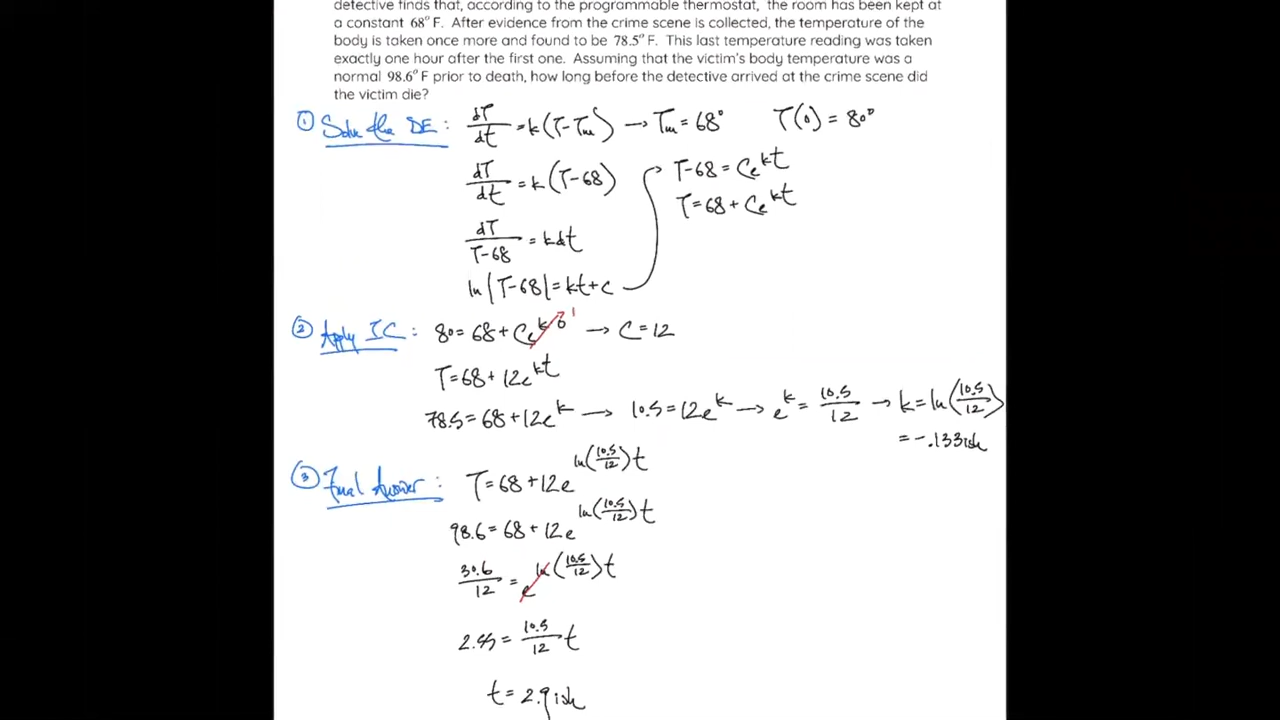 detective finds that, according to the programmable thermostat, the room has been kept at
a constant 68° F. After evidence from the crime scene is collected, the temperature of the
body is taken once more and found to be 78.5° F. This last temperature reading was taken
exactly one hour after the first one. Assuming that the victim's body temperature was a
normal 98.6° F prior to death, how long before the detective arrived at the crime scene did
the victim die?
① Solve the DE: dT/dt = k(T-Tm) → Tm = 68° T(0) = 80°
dT/dt = k(T-68)
dT/(T-68) = kdt
ln|T-68| = kt+c
T-68 = Ce^kt
T = 68 + Ce^kt
② Apply IC: 80 = 68 + Ce^k·0 1 → C = 12
T = 68 + 12e^kt
78.5 = 68 + 12e^k → 10.5 = 12e^k → e^k = 10.5/12 → k = ln(10.5/12)
= -.133ish
③ Final Answer: T = 68 + 12e^ln(10.5/12)t
98.6 = 68 + 12e^ln(10.5/12)t
30.6/12 = e^ln(10.5/12)t
2.55 = 10.5/12 t
t = 2.9ish